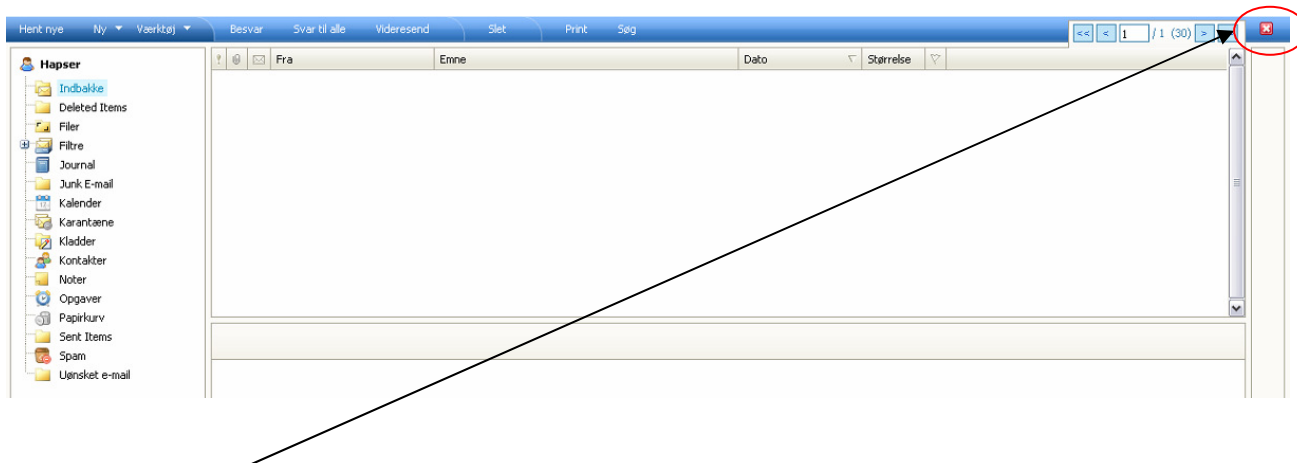 Hent nye Ny Værktøj Besvar Svar til alle Videresend Slet Print Søg << < 1 / 1 (30) >
Hapser
! Fra Emne Dato Størrelse
Indbakke
Deleted Items
Filer
Filtre
Journal
Junk E-mail
Kalender
Karantæne
Kladder
Kontakter
Noter
Opgaver
Papirkurv
Sent Items
Spam
Uønsket e-mail